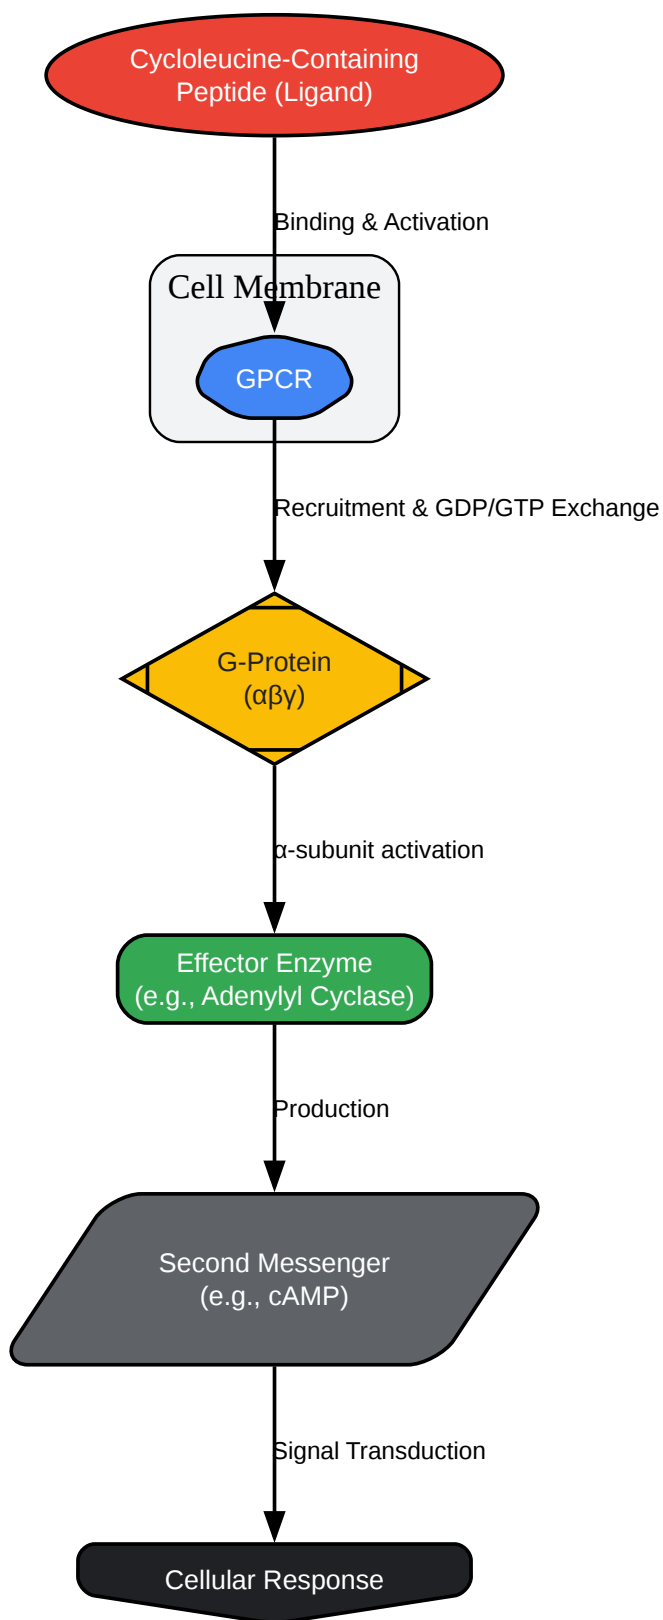 Cycloleucine-Containing
Peptide (Ligand)
Binding & Activation
Cell Membrane
GPCR
Recruitment & GDP/GTP Exchange
G-Protein
(αβγ)
α-subunit activation
Effector Enzyme
(e.g., Adenylyl Cyclase)
Production
Second Messenger
(e.g., cAMP)
Signal Transduction
Cellular Response